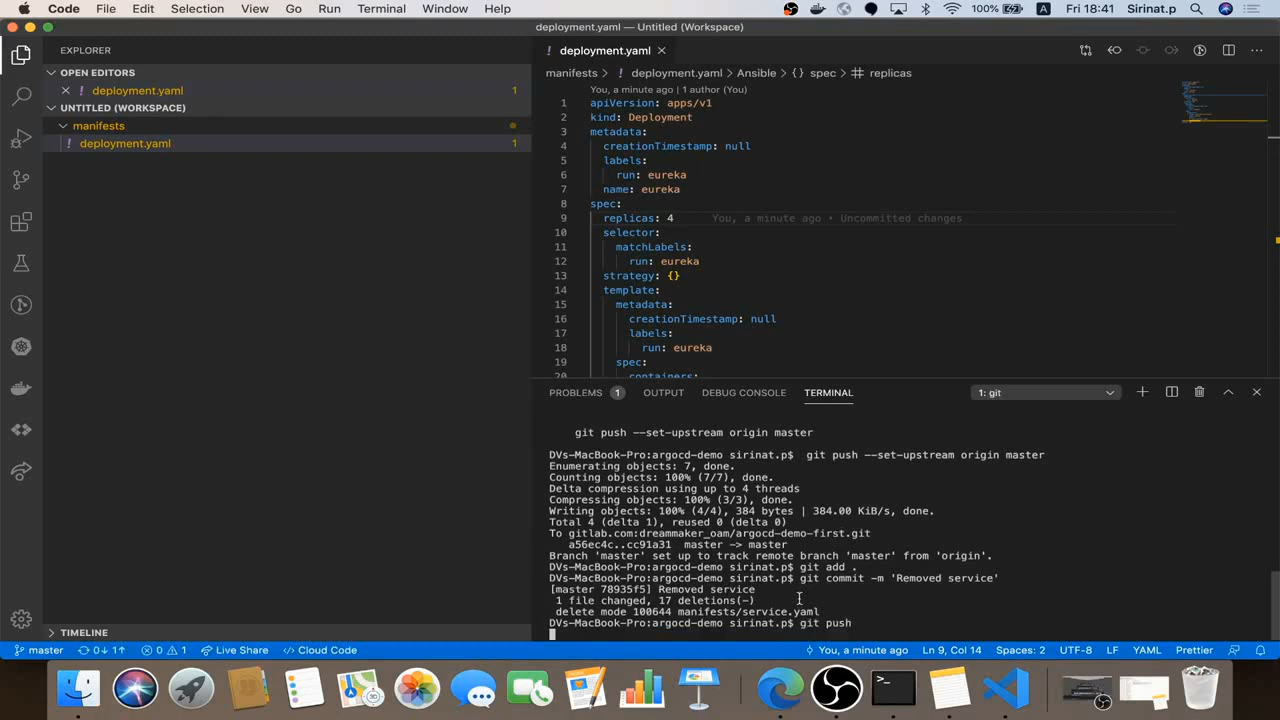 Code File Edit Selection View Go Run Terminal Window Help 100% A Fri 18:41 Sirinat.p
deployment.yaml — Untitled (Workspace)
EXPLORER
OPEN EDITORS
deployment.yaml 1
UNTITLED (WORKSPACE)
manifests
! deployment.yaml 1
! deployment.yaml
manifests > ! deployment.yaml > Ansible > {} spec > # replicas
You, a minute ago | 1 author (You)
1 apiVersion: apps/v1
2 kind: Deployment
3 metadata:
4 creationTimestamp: null
5 labels:
6 run: eureka
7 name: eureka
8 spec:
9 replicas: 4 You, a minute ago • Uncommitted changes
10 selector:
11 matchLabels:
12 run: eureka
13 strategy: {}
14 template:
15 metadata:
16 creationTimestamp: null
17 labels:
18 run: eureka
19 spec:
20 containers:
PROBLEMS 1 OUTPUT DEBUG CONSOLE TERMINAL 1: git
git push --set-upstream origin master
DVs-MacBook-Pro:argocd-demo sirinat.p$ git push --set-upstream origin master
Enumerating objects: 7, done.
Counting objects: 100% (7/7), done.
Delta compression using up to 4 threads
Compressing objects: 100% (3/3), done.
Writing objects: 100% (4/4), 384 bytes | 384.00 KiB/s, done.
Total 4 (delta 1), reused 0 (delta 0)
To gitlab.com:dreammaker_oam/argocd-demo-first.git
a56ec4c..cc91a31 master -> master
Branch 'master' set up to track remote branch 'master' from 'origin'.
DVs-MacBook-Pro:argocd-demo sirinat.p$ git add .
DVs-MacBook-Pro:argocd-demo sirinat.p$ git commit -m 'Removed service'
[master 78935f5] Removed service
1 file changed, 17 deletions(-)
delete mode 100644 manifests/service.yaml
DVs-MacBook-Pro:argocd-demo sirinat.p$ git push
TIMELINE
master 0↓ 1↑ 0 1 Live Share Cloud Code You, a minute ago Ln 9, Col 14 Spaces: 2 UTF-8 LF YAML Prettier